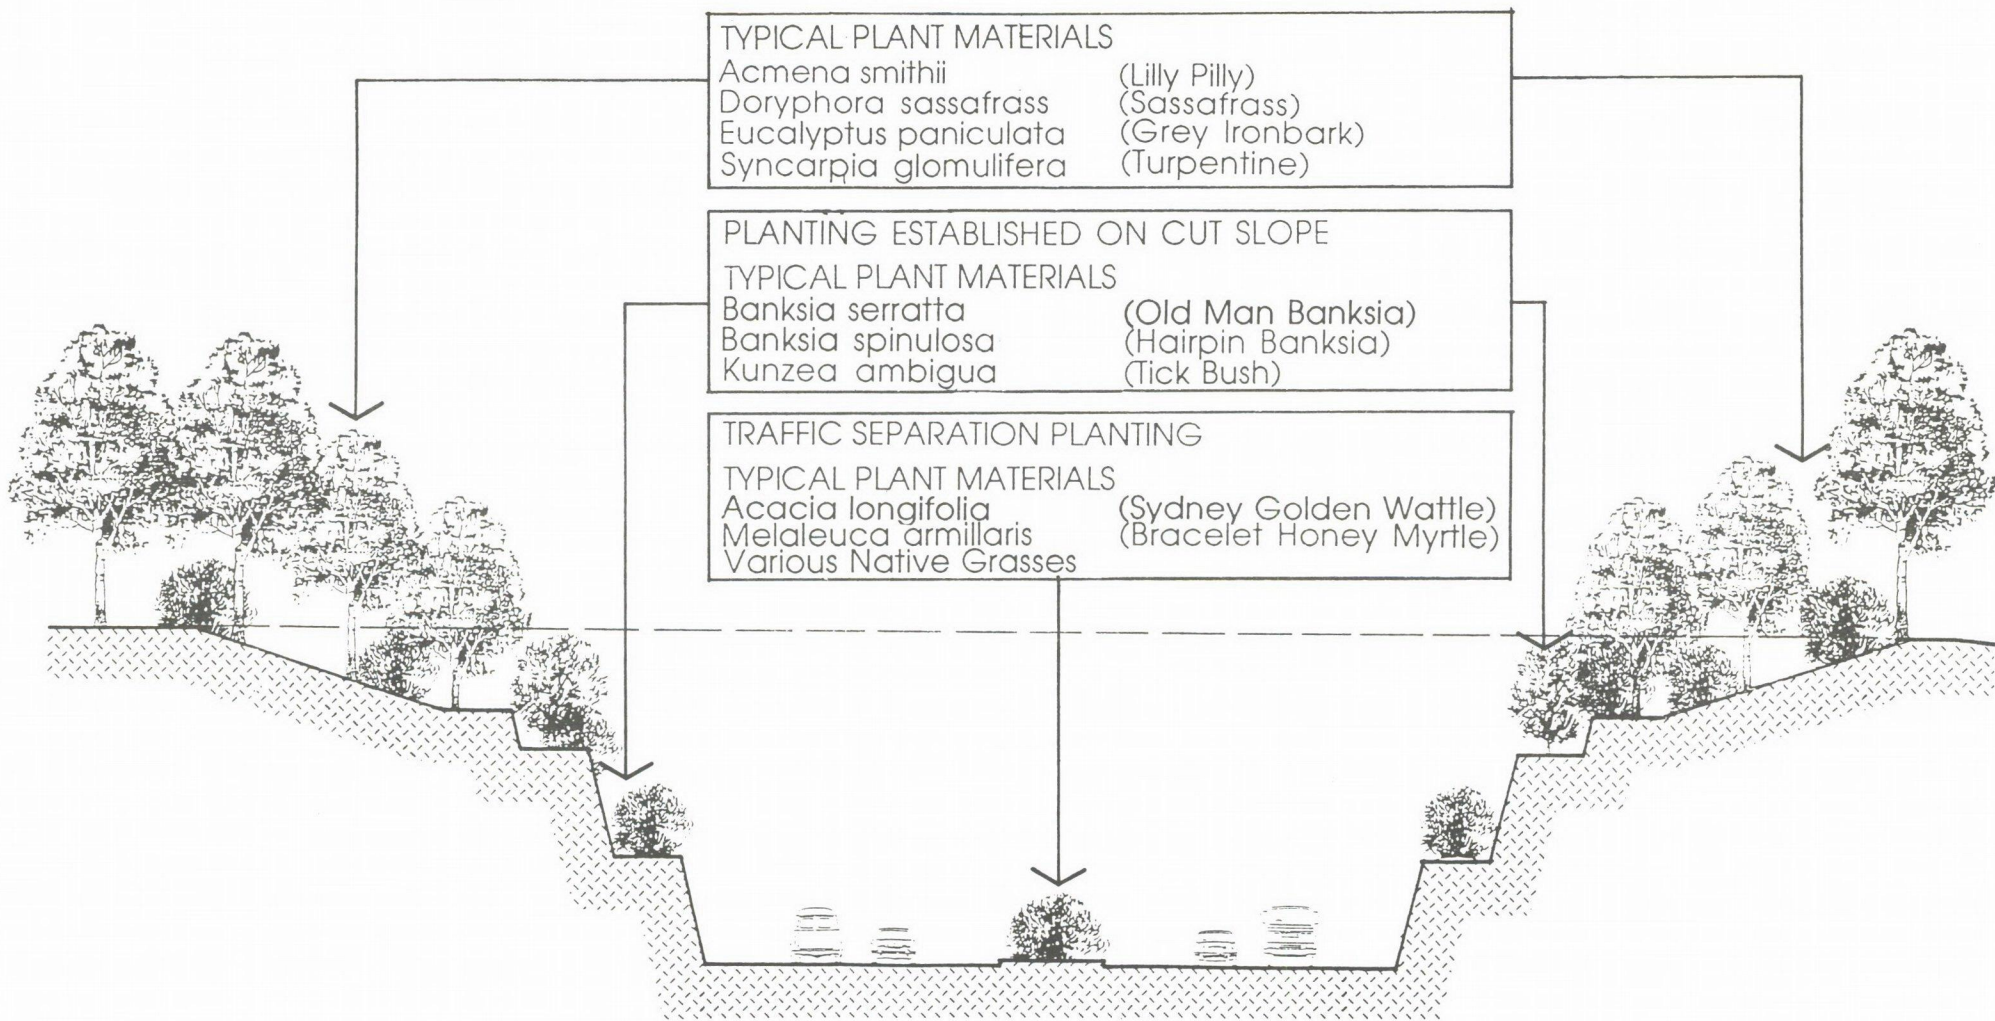 TYPICAL PLANT MATERIALS
Acmena smithii (Lilly Pilly)
Doryphora sassafrass (Sassafrass)
Eucalyptus paniculata (Grey Ironbark)
Syncarpia glomulifera (Turpentine)
PLANTING ESTABLISHED ON CUT SLOPE
TYPICAL PLANT MATERIALS
Banksia serratta (Old Man Banksia)
Banksia spinulosa (Hairpin Banksia)
Kunzea ambigua (Tick Bush)
TRAFFIC SEPARATION PLANTING
TYPICAL PLANT MATERIALS
Acacia longifolia (Sydney Golden Wattle)
Melaleuca armillaris (Bracelet Honey Myrtle)
Various Native Grasses